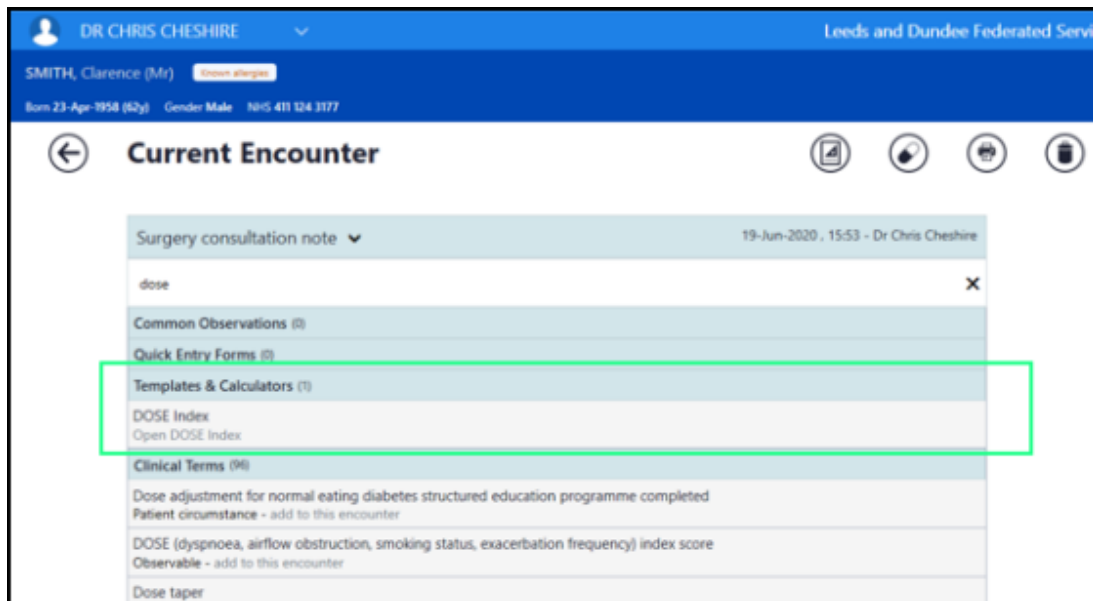 DR CHRIS CHESHIRE
Leeds and Dundee Federated Servi
SMITH, Clarence (Mr) Known allergies
Born 23-Apr-1958 (62y) Gender Male NHS 411 124 3177
Current Encounter
Surgery consultation note 19-Jun-2020 , 15:53 - Dr Chris Cheshire
dose
Common Observations (0)
Quick Entry Forms (0)
Templates & Calculators (1)
DOSE Index
Open DOSE Index
Clinical Terms (96)
Dose adjustment for normal eating diabetes structured education programme completed
Patient circumstance - add to this encounter
DOSE (dyspnoea, airflow obstruction, smoking status, exacerbation frequency) index score
Observable - add to this encounter
Dose taper